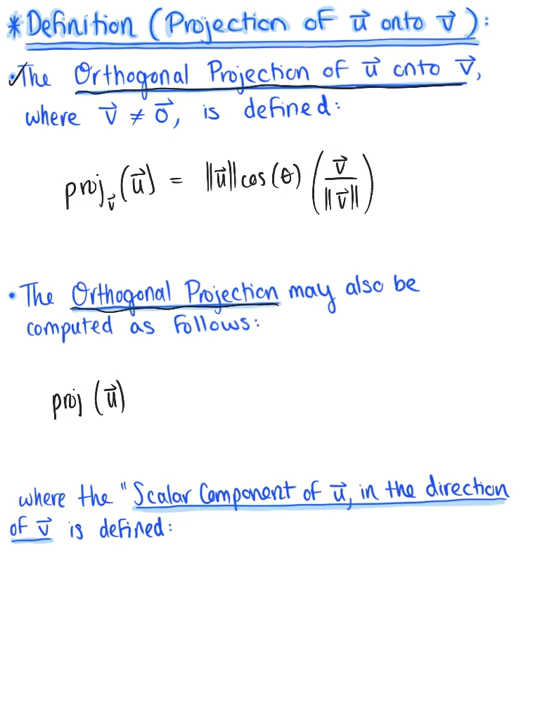 *Definition (Projection of u⃗ onto v⃗):
•The Orthogonal Projection of u⃗ onto v⃗,
where v⃗ ≠ 0⃗, is defined:
proj_v⃗ (u⃗) = ||u⃗|| cos(θ) (v⃗ / ||v⃗||)
•The Orthogonal Projection may also be
computed as follows:
proj (u⃗)
where the "Scalar Component of u⃗, in the direction
of v⃗ is defined: